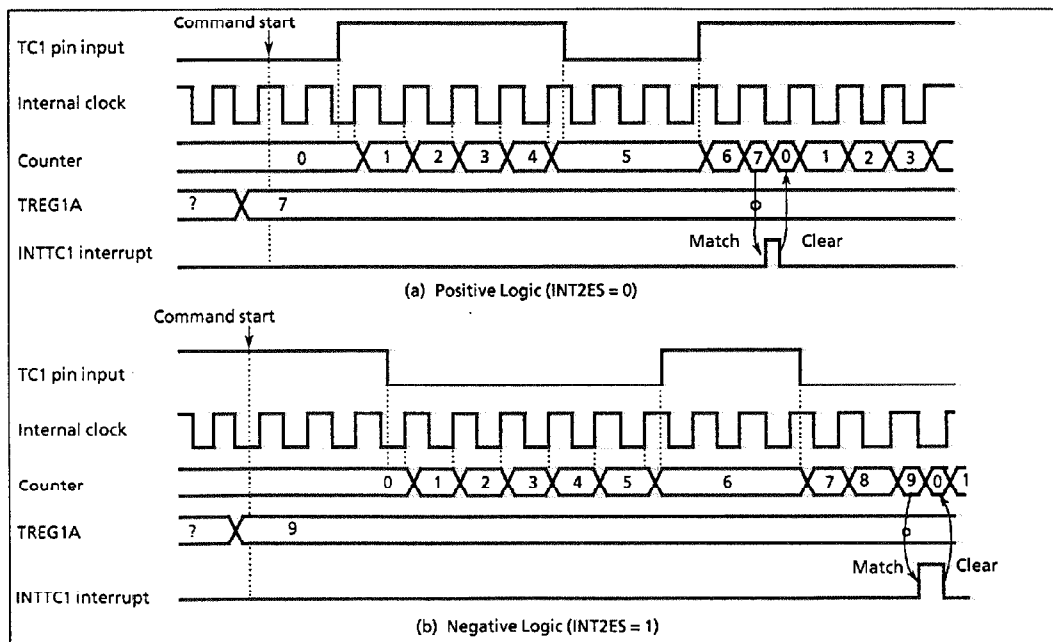 Command start
TC1 pin input
Internal clock
Counter 0 1 2 3 4 5 6 7 0 1 2 3
TREG1A ? 7
Match Clear
INTTC1 interrupt
(a) Positive Logic (INT2ES = 0)
Command start
TC1 pin input
Internal clock
Counter 0 1 2 3 4 5 6 7 8 9 0 1
TREG1A ? 9
Match Clear
INTTC1 interrupt
(b) Negative Logic (INT2ES = 1)